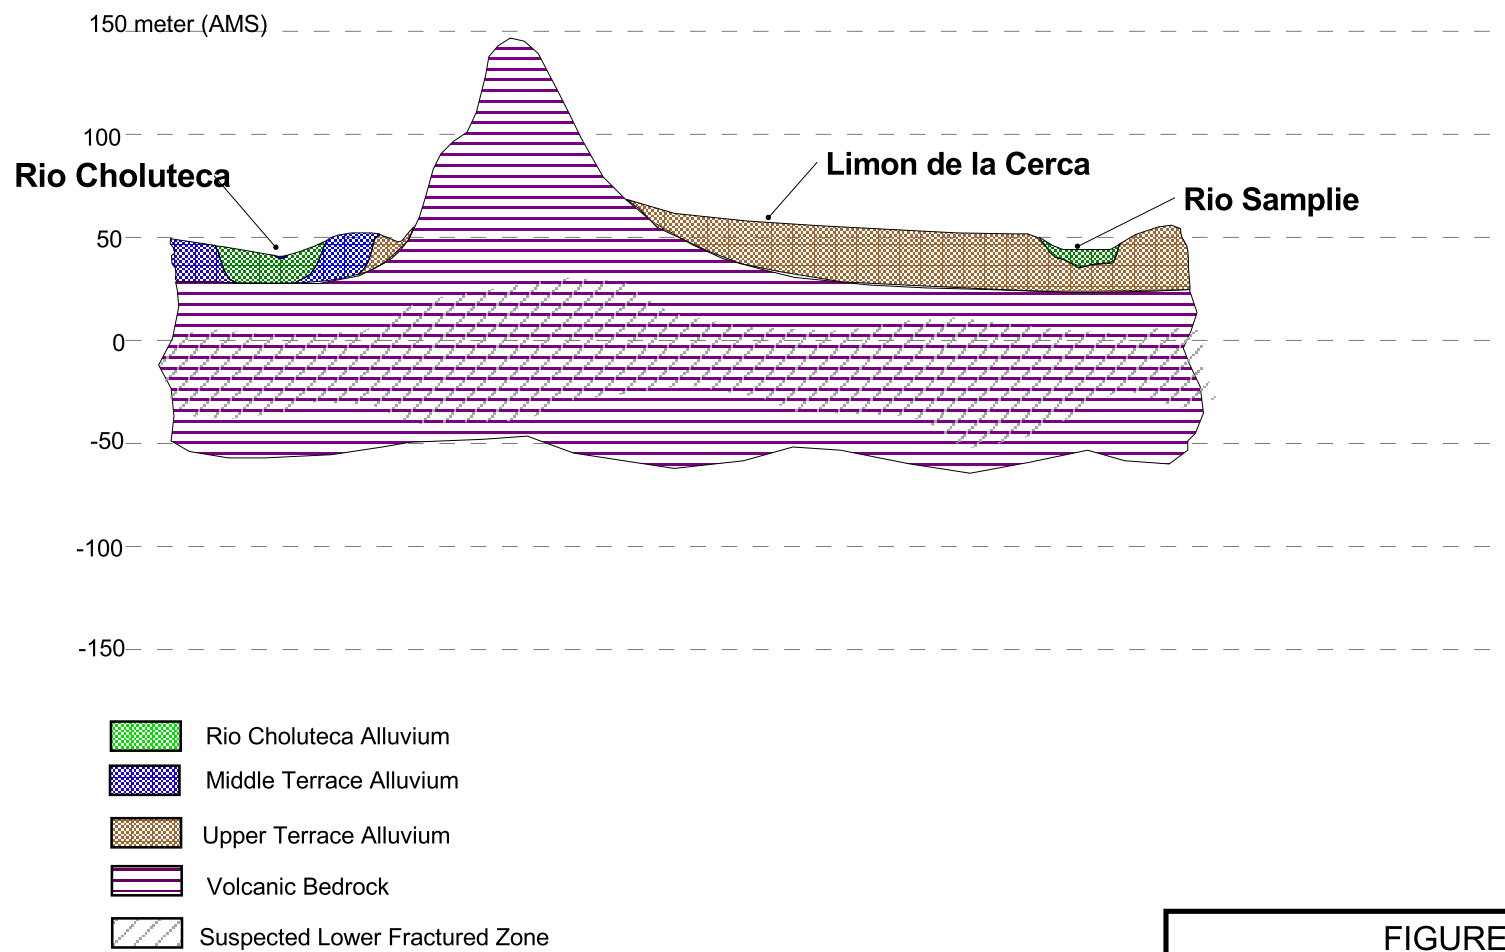 150 meter (AMS)
100
Rio Choluteca
Limon de la Cerca
Rio Samplie
50
0
-50
-100
-150
Rio Choluteca Alluvium
Middle Terrace Alluvium
Upper Terrace Alluvium
Volcanic Bedrock
Suspected Lower Fractured Zone
FIGURE